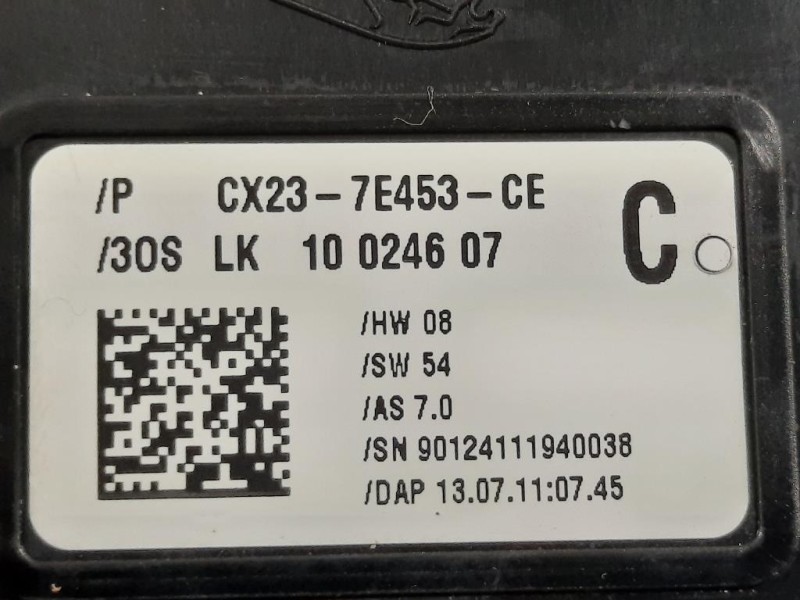 /P CX23-7E453-CE
/30S LK 10 0246 07
C
/HW 08
/SW 54
/AS 7.0
/SN 90124111940038
/DAP 13.07.11:07.45